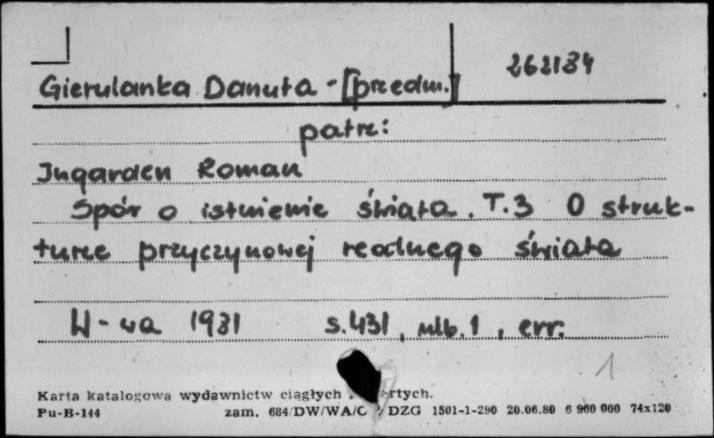 Gierulanka Danuta - [przedm.] 262184
patrz:
Ingarden Roman
Spór o istnienie świata. T.3 O struk-
turze przyczynowej realnego świata
W-wa 1981 s.431, nlb.1, err.
1
Karta katalogowa wydawnictw ciągłych
Pu-B-144 zam. 684/DW/WA/C DZG 1501-1-290 20.06.80 6 900 000 74x120